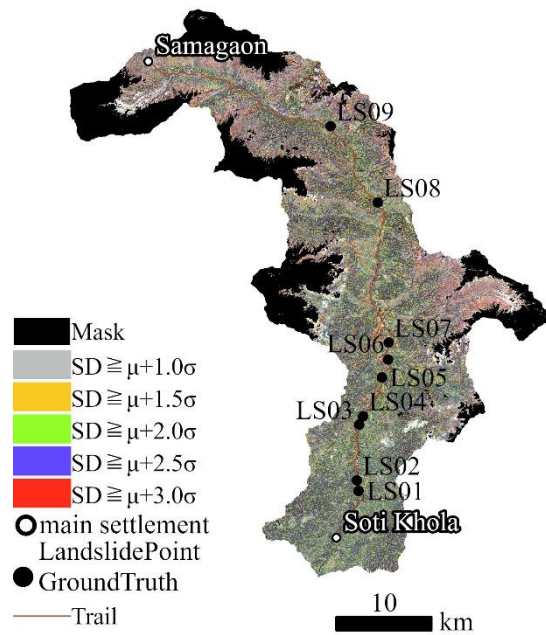 Samagaon
LS09
LS08
LS07
LS06
LS05
LS04
LS03
LS02
LS01
Soti Khola
Mask
SD ≧ μ+1.0σ
SD ≧ μ+1.5σ
SD ≧ μ+2.0σ
SD ≧ μ+2.5σ
SD ≧ μ+3.0σ
main settlement
LandslidePoint
GroundTruth
Trail
10
km